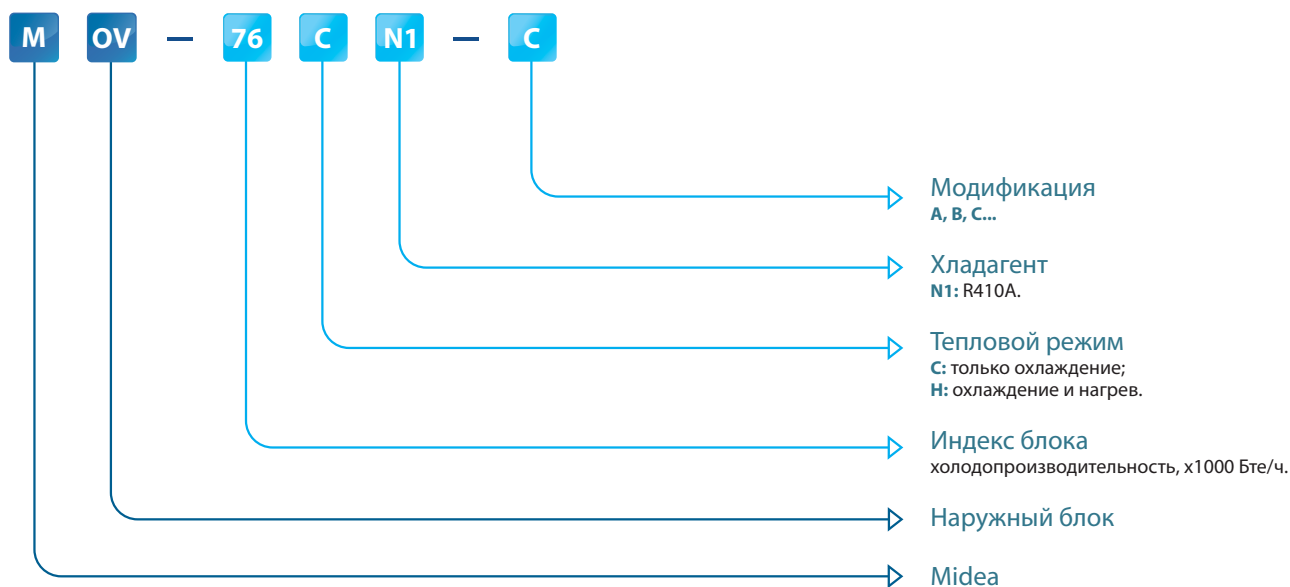 M OV — 76 C N1 — C
Модификация
A, B, C...
Хладагент
N1: R410A.
Тепловой режим
C: только охлаждение;
H: охлаждение и нагрев.
Индекс блока
холодопроизводительность, x1000 Бте/ч.
Наружный блок
Midea